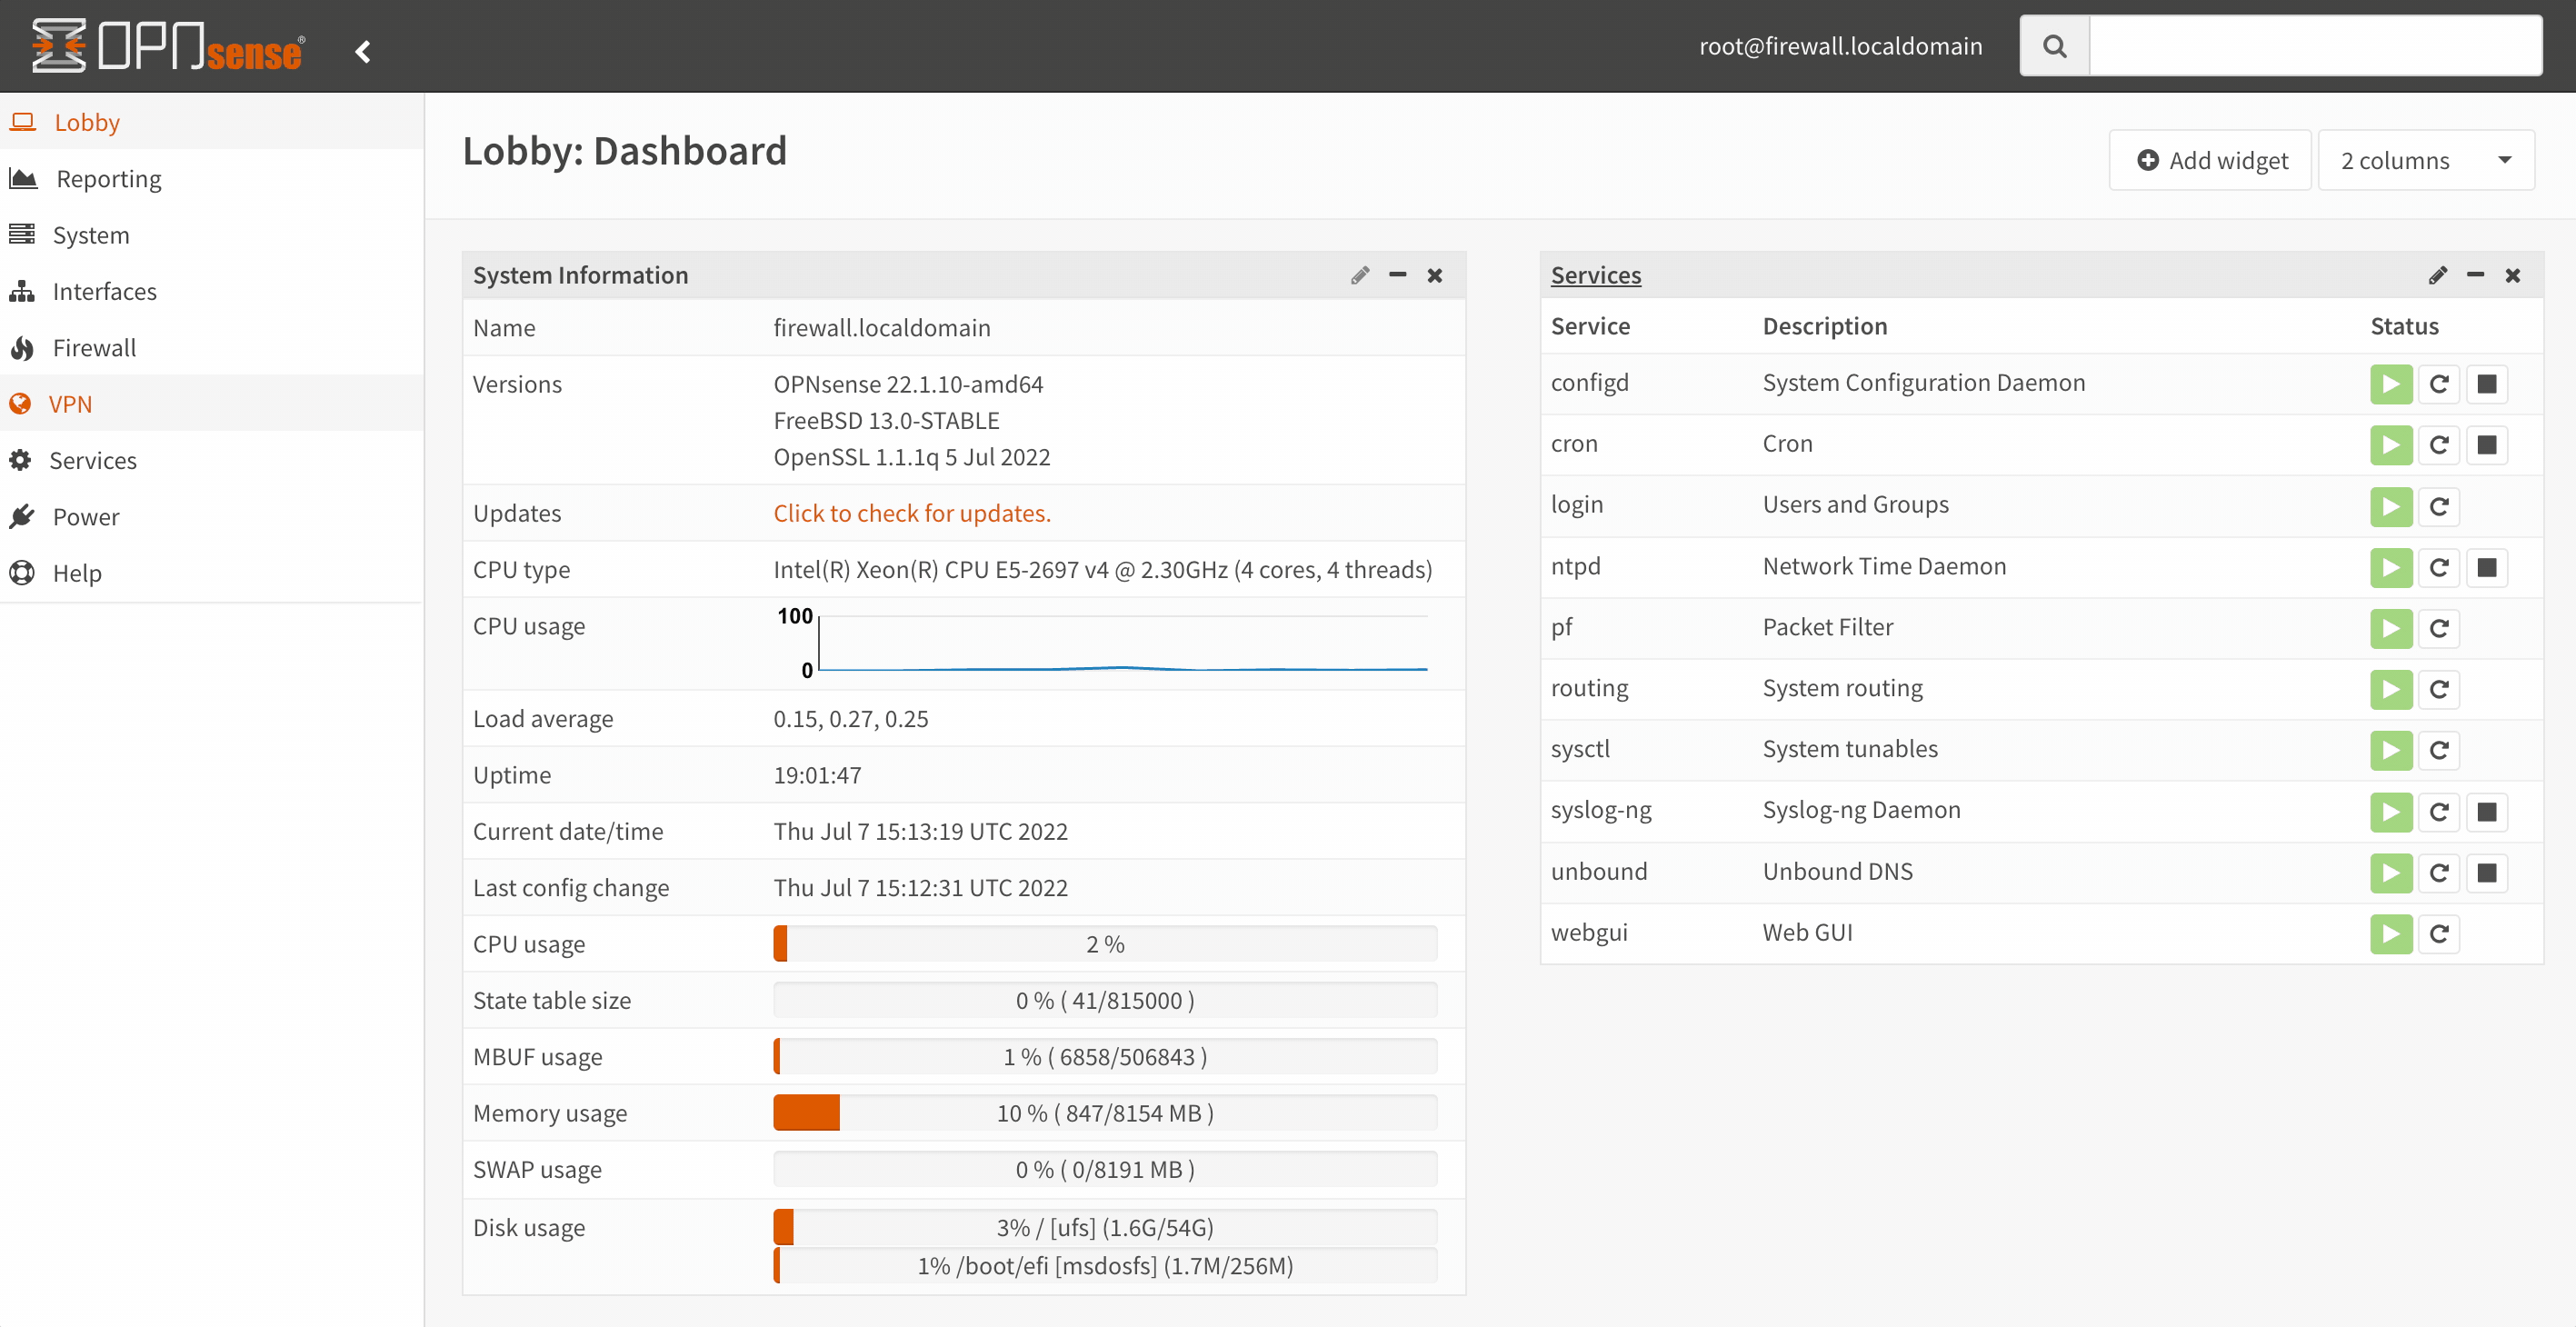 OPNsense®
root@firewall.localdomain
Lobby
Reporting
System
Interfaces
Firewall
VPN
Services
Power
Help
Lobby: Dashboard
Add widget
2 columns
System Information
Name firewall.localdomain
Versions OPNsense 22.1.10-amd64
FreeBSD 13.0-STABLE
OpenSSL 1.1.1q 5 Jul 2022
Updates Click to check for updates.
CPU type Intel(R) Xeon(R) CPU E5-2697 v4 @ 2.30GHz (4 cores, 4 threads)
CPU usage 100
0
Load average 0.15, 0.27, 0.25
Uptime 19:01:47
Current date/time Thu Jul 7 15:13:19 UTC 2022
Last config change Thu Jul 7 15:12:31 UTC 2022
CPU usage 2 %
State table size 0 % ( 41/815000 )
MBUF usage 1 % ( 6858/506843 )
Memory usage 10 % ( 847/8154 MB )
SWAP usage 0 % ( 0/8191 MB )
Disk usage 3% / [ufs] (1.6G/54G)
1% /boot/efi [msdosfs] (1.7M/256M)
Services
Service Description Status
configd System Configuration Daemon
cron Cron
login Users and Groups
ntpd Network Time Daemon
pf Packet Filter
routing System routing
sysctl System tunables
syslog-ng Syslog-ng Daemon
unbound Unbound DNS
webgui Web GUI